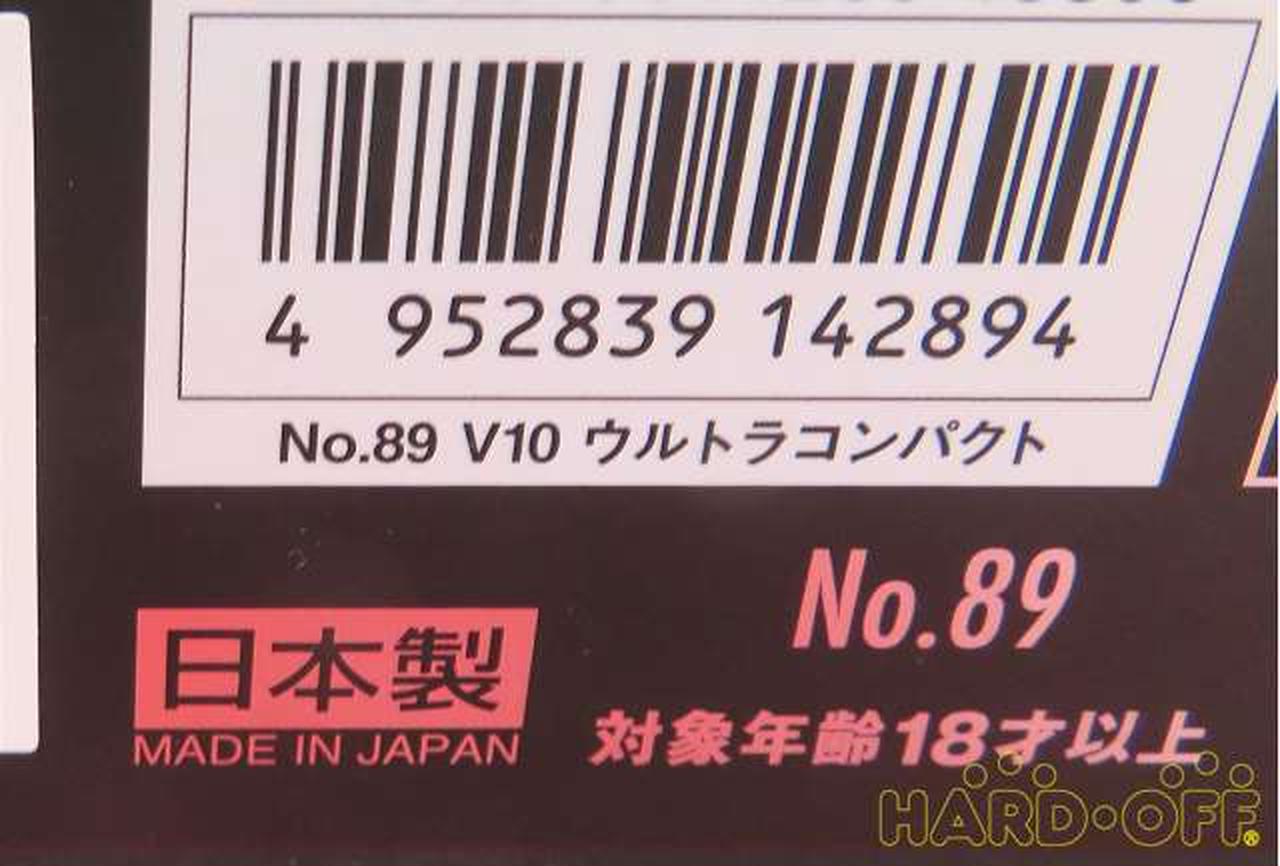 4 952839 142894
No.89 V10 ウルトラコンパクト
No.89
日本製
MADE IN JAPAN
対象年齢18才以上
HARD・OFF®